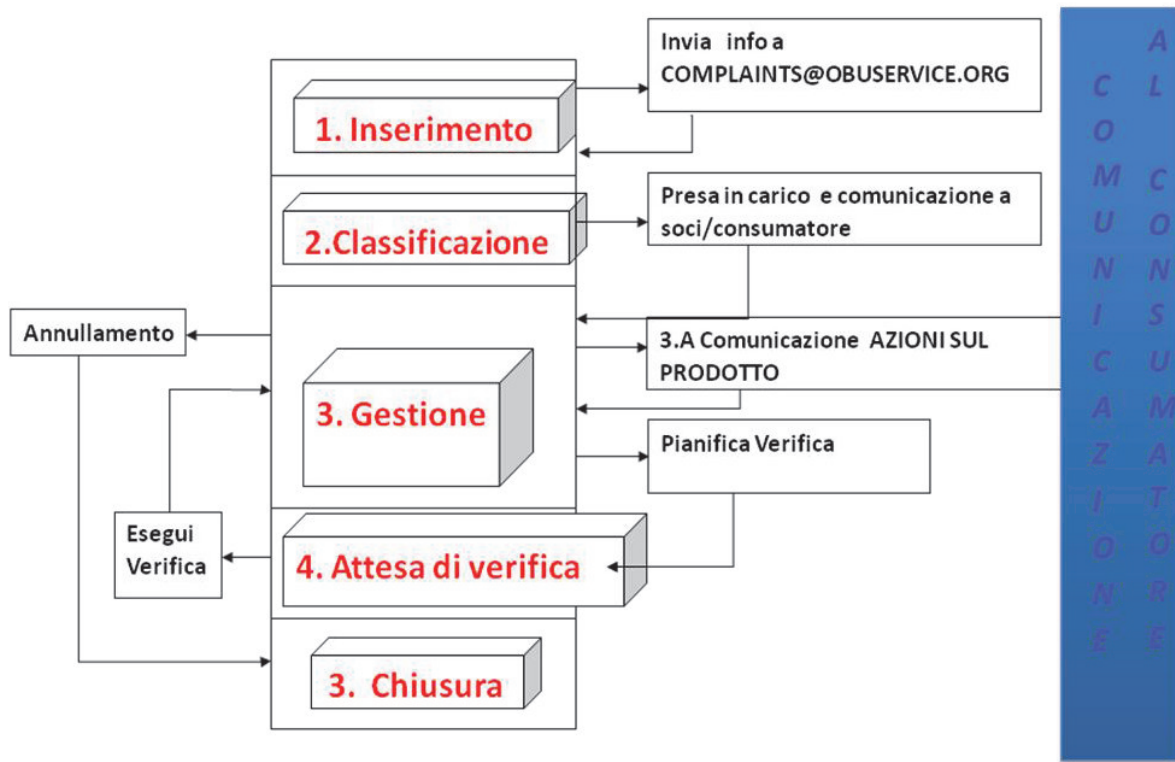 Invia info a
COMPLAINTS@OBUSERVICE.ORG
1. Inserimento
Presa in carico e comunicazione a
soci/consumatore
2.Classificazione
Annullamento
3.A Comunicazione AZIONI SUL
PRODOTTO
3. Gestione
Pianifica Verifica
Esegui
Verifica
4. Attesa di verifica
3. Chiusura
COMUNICAZIONE
AL CONSUMATORE